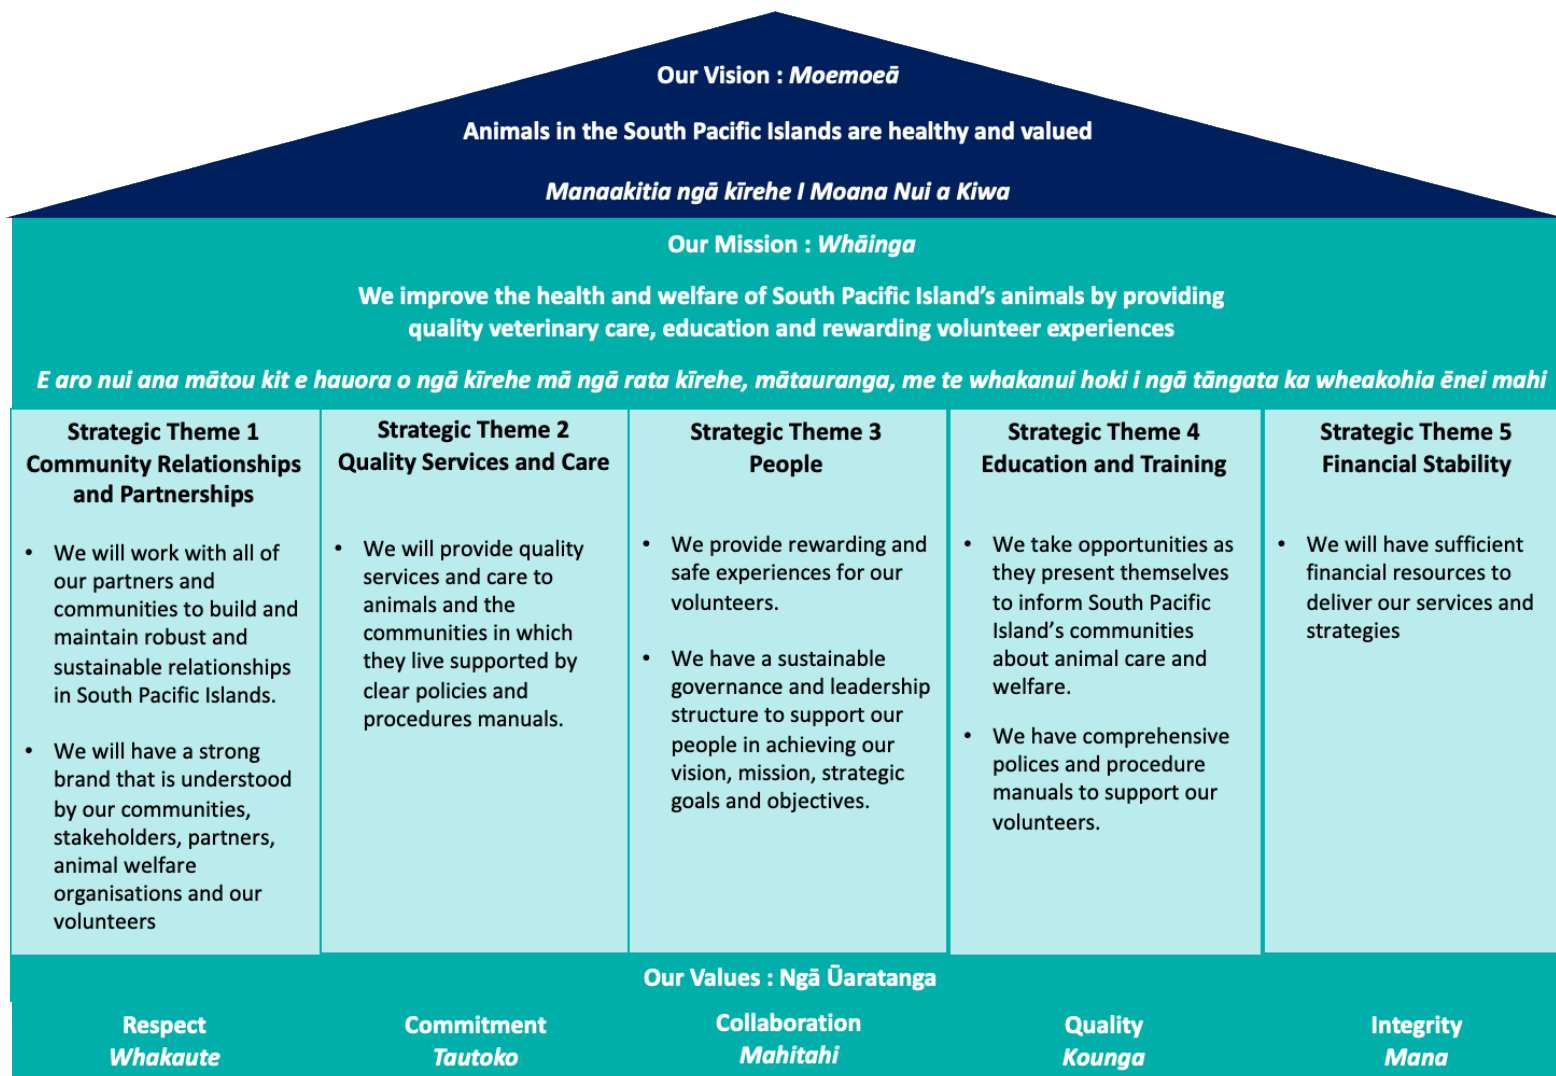 Our Vision : Moemoeā
Animals in the South Pacific Islands are healthy and valued
Manaakitia ngā kīrehe I Moana Nui a Kiwa
Our Mission : Whāinga
We improve the health and welfare of South Pacific Island’s animals by providing
quality veterinary care, education and rewarding volunteer experiences
E aro nui ana mātou kit e hauora o ngā kīrehe mā ngā rata kīrehe, mātauranga, me te whakanui hoki i ngā tāngata ka wheakohia ēnei mahi
Strategic Theme 1
Community Relationships
and Partnerships
• We will work with all of
our partners and
communities to build and
maintain robust and
sustainable relationships
in South Pacific Islands.
• We will have a strong
brand that is understood
by our communities,
stakeholders, partners,
animal welfare
organisations and our
volunteers
Strategic Theme 2
Quality Services and Care
• We will provide quality
services and care to
animals and the
communities in which
they live supported by
clear policies and
procedures manuals.
Strategic Theme 3
People
• We provide rewarding and
safe experiences for our
volunteers.
• We have a sustainable
governance and leadership
structure to support our
people in achieving our
vision, mission, strategic
goals and objectives.
Strategic Theme 4
Education and Training
• We take opportunities as
they present themselves
to inform South Pacific
Island’s communities
about animal care and
welfare.
• We have comprehensive
polices and procedure
manuals to support our
volunteers.
Strategic Theme 5
Financial Stability
• We will have sufficient
financial resources to
deliver our services and
strategies
Our Values : Ngā Ūaratanga
Respect
Whakaute
Commitment
Tautoko
Collaboration
Mahitahi
Quality
Kounga
Integrity
Mana